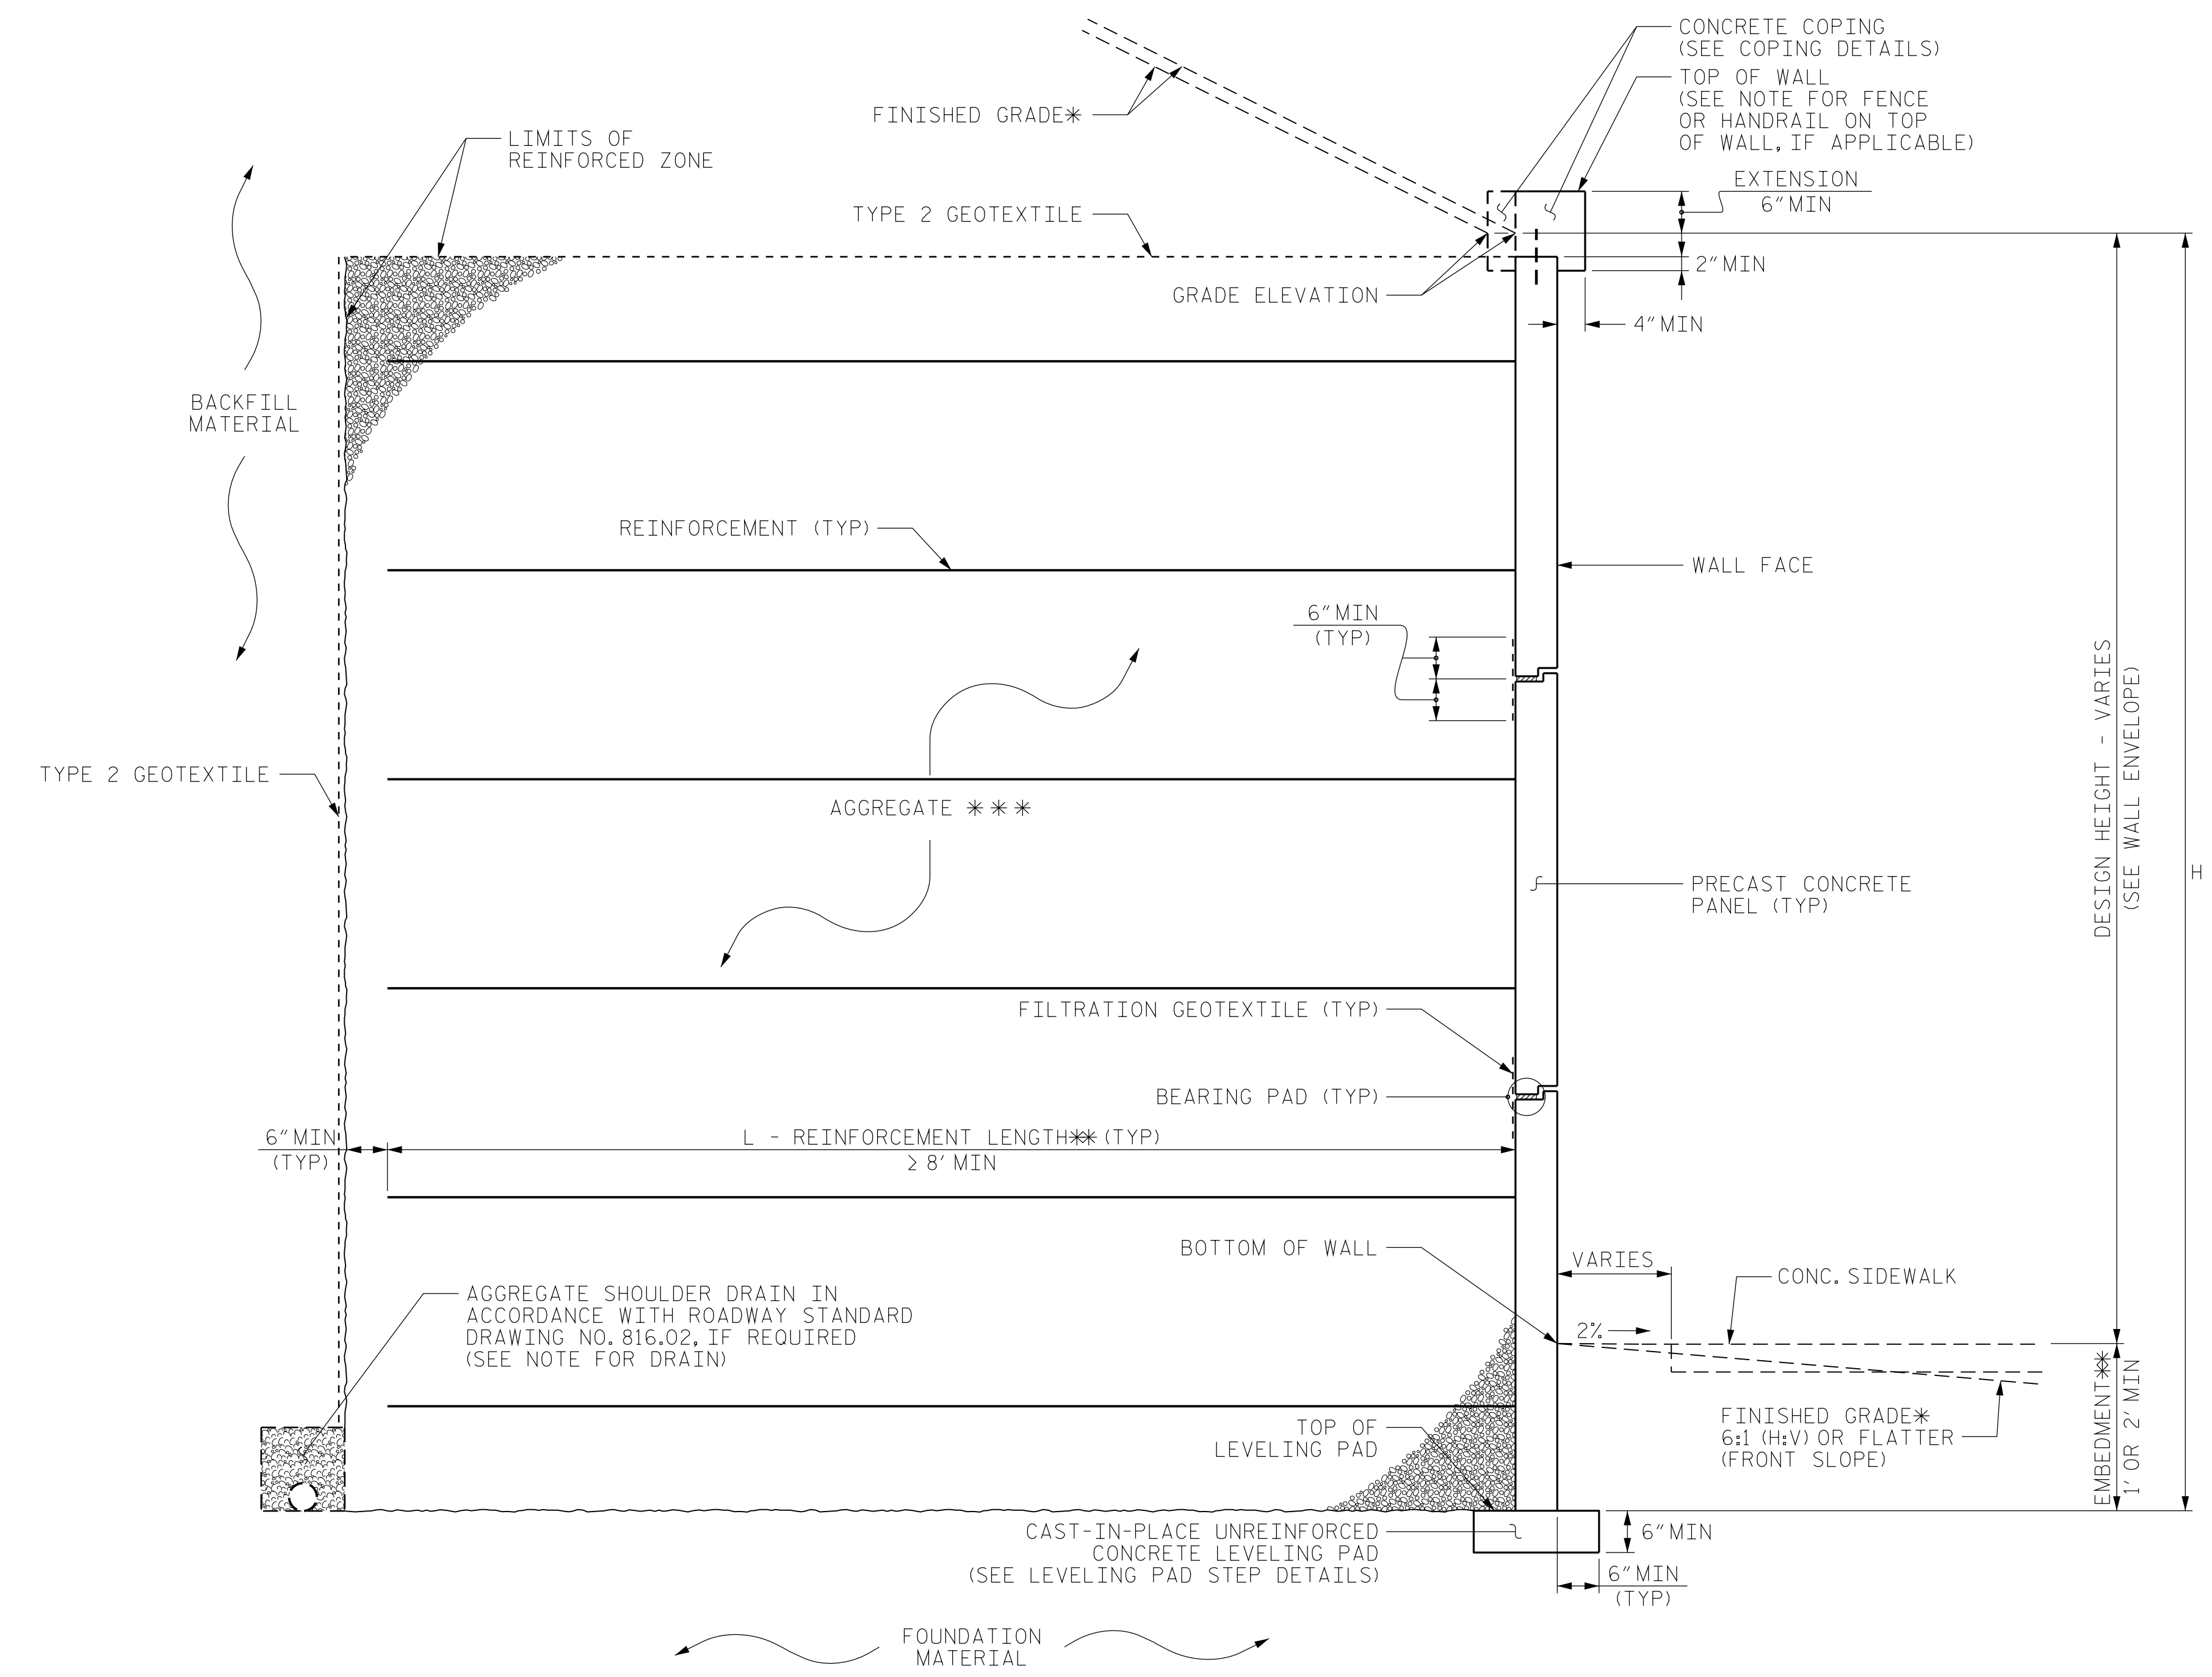 CONCRETE COPING
(SEE COPING DETAILS)
TOP OF WALL
(SEE NOTE FOR FENCE
OR HANDRAIL ON TOP
OF WALL, IF APPLICABLE)
FINISHED GRADE*
LIMITS OF
REINFORCED ZONE
EXTENSION
6" MIN
TYPE 2 GEOTEXTILE
2" MIN
GRADE ELEVATION
4" MIN
BACKFILL
MATERIAL
REINFORCEMENT (TYP)
WALL FACE
6" MIN
(TYP)
DESIGN HEIGHT - VARIES
(SEE WALL ENVELOPE)
H
TYPE 2 GEOTEXTILE
AGGREGATE ***
PRECAST CONCRETE
PANEL (TYP)
FILTRATION GEOTEXTILE (TYP)
BEARING PAD (TYP)
6" MIN
(TYP)
L - REINFORCEMENT LENGTH** (TYP)
≥ 8' MIN
BOTTOM OF WALL
VARIES
CONC. SIDEWALK
AGGREGATE SHOULDER DRAIN IN
ACCORDANCE WITH ROADWAY STANDARD
DRAWING NO. 816.02, IF REQUIRED
(SEE NOTE FOR DRAIN)
2%
EMBEDMENT**
1' OR 2' MIN
FINISHED GRADE*
6:1 (H:V) OR FLATTER
(FRONT SLOPE)
TOP OF
LEVELING PAD
CAST-IN-PLACE UNREINFORCED
CONCRETE LEVELING PAD
(SEE LEVELING PAD STEP DETAILS)
6" MIN
6" MIN
(TYP)
FOUNDATION
MATERIAL